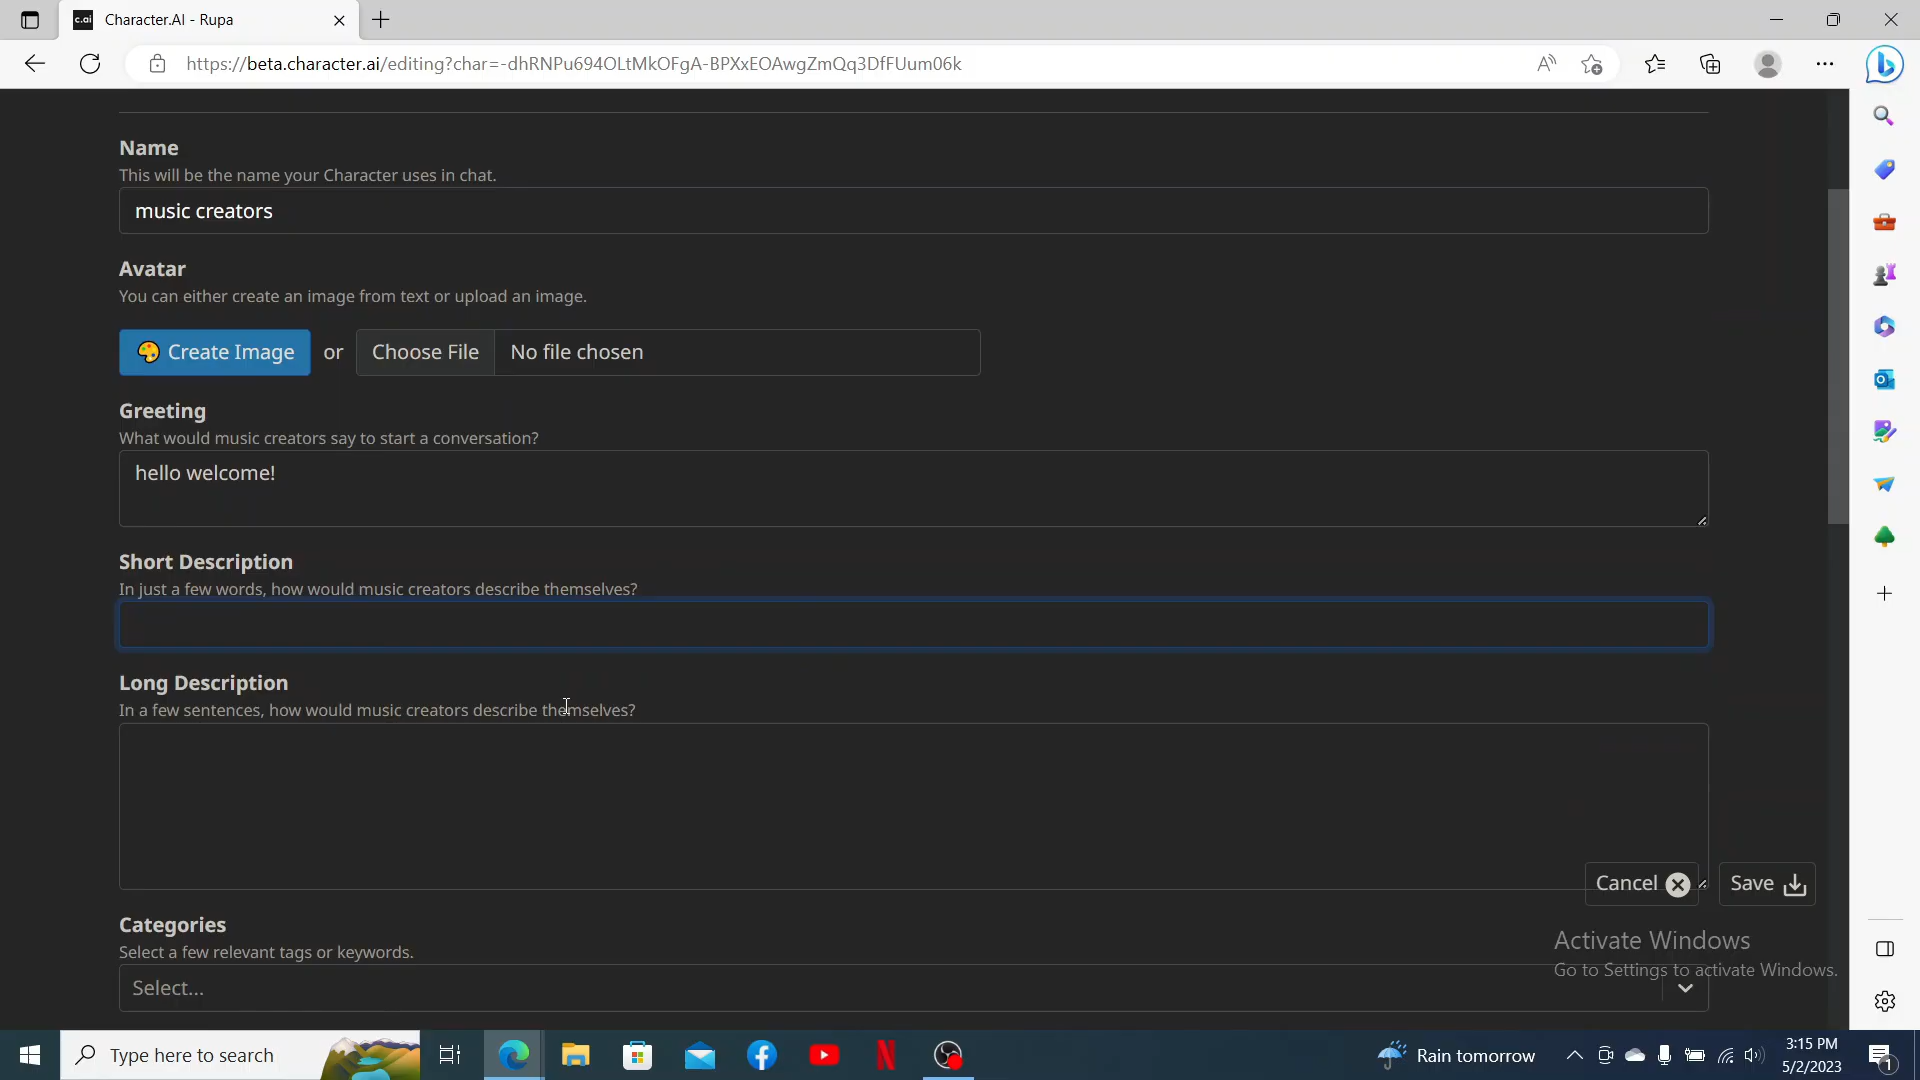 Character.AI - Rupa
https://beta.character.ai/editing?char=-dhRNPu694OLtMkOFgA-BPXxEOAwgZmQq3DfFUum06k
Name
This will be the name your Character uses in chat.
music creators
Avatar
You can either create an image from text or upload an image.
Create Image or Choose File No file chosen
Greeting
What would music creators say to start a conversation?
hello welcome!
Short Description
In just a few words, how would music creators describe themselves?
Long Description
In a few sentences, how would music creators describe themselves?
Cancel Save
Categories
Select a few relevant tags or keywords.
Select...
Activate Windows
Go to Settings to activate Windows.
Type here to search
Rain tomorrow
3:15 PM
5/2/2023
1